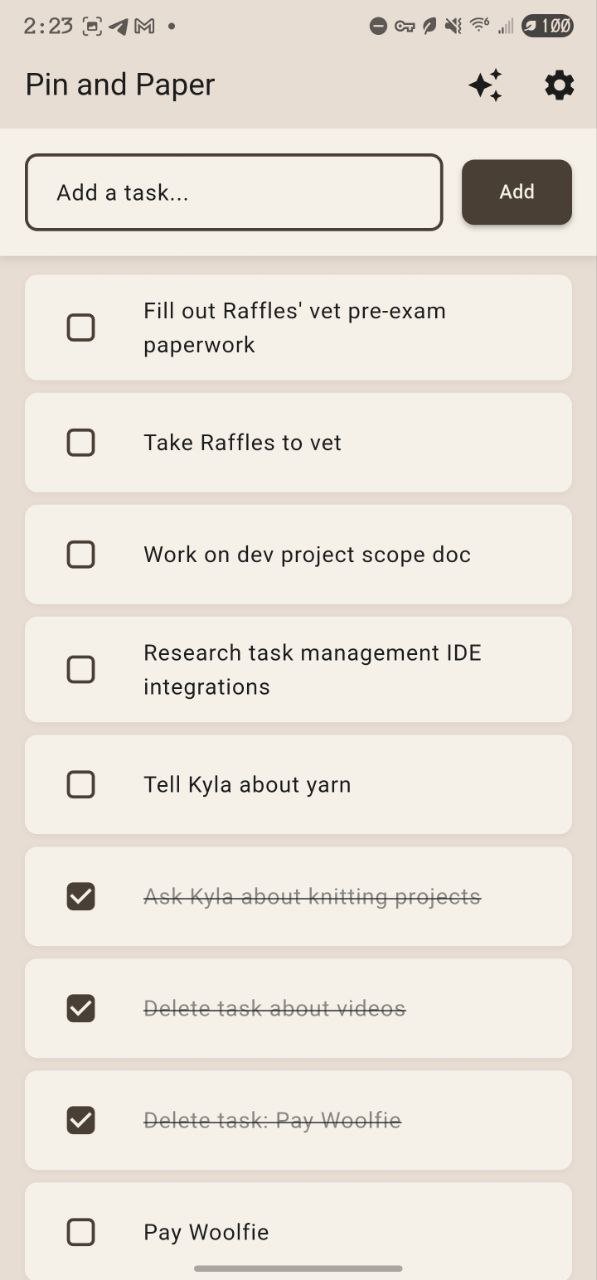 2:23
100
Pin and Paper
Add a task...
Add
Fill out Raffles' vet pre-exam
paperwork
Take Raffles to vet
Work on dev project scope doc
Research task management IDE
integrations
Tell Kyla about yarn
Ask Kyla about knitting projects
Delete task about videos
Delete task: Pay Woolfie
Pay Woolfie